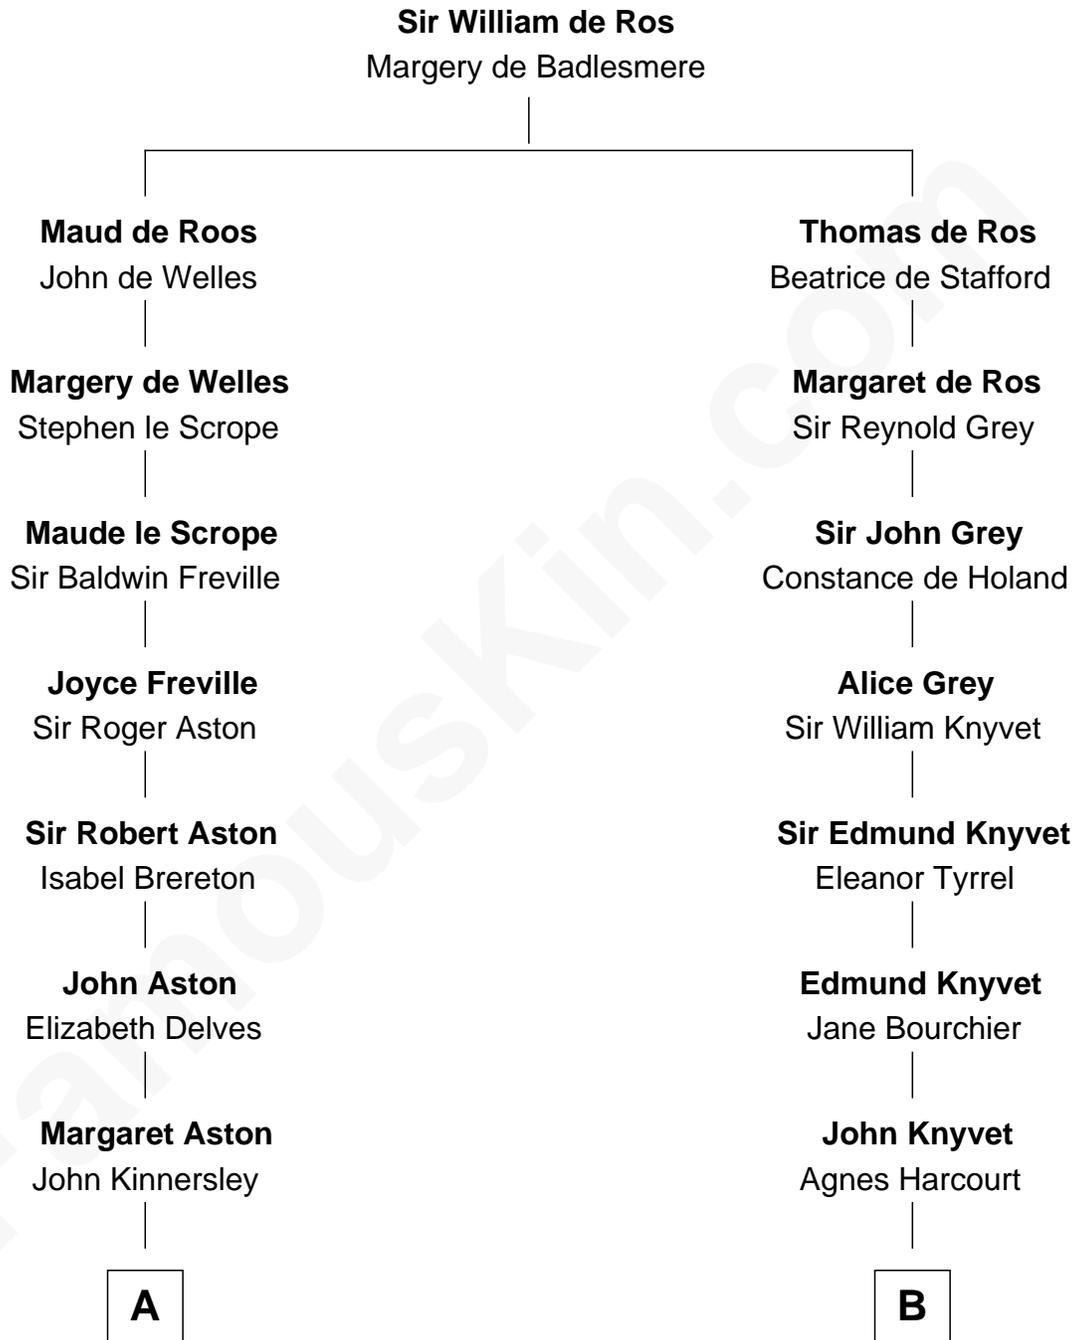 Sir William de Ros
Margery de Badlesmere
Maud de Roos
John de Welles
Margery de Welles
Stephen le Scrope
Maude le Scrope
Sir Baldwin Freville
Joyce Freville
Sir Roger Aston
Sir Robert Aston
Isabel Brereton
John Aston
Elizabeth Delves
Margaret Aston
John Kinnersley
A
Thomas de Ros
Beatrice de Stafford
Margaret de Ros
Sir Reynold Grey
Sir John Grey
Constance de Holand
Alice Grey
Sir William Knyvet
Sir Edmund Knyvet
Eleanor Tyrrel
Edmund Knyvet
Jane Bourchier
John Knyvet
Agnes Harcourt
B
FamousKin.com